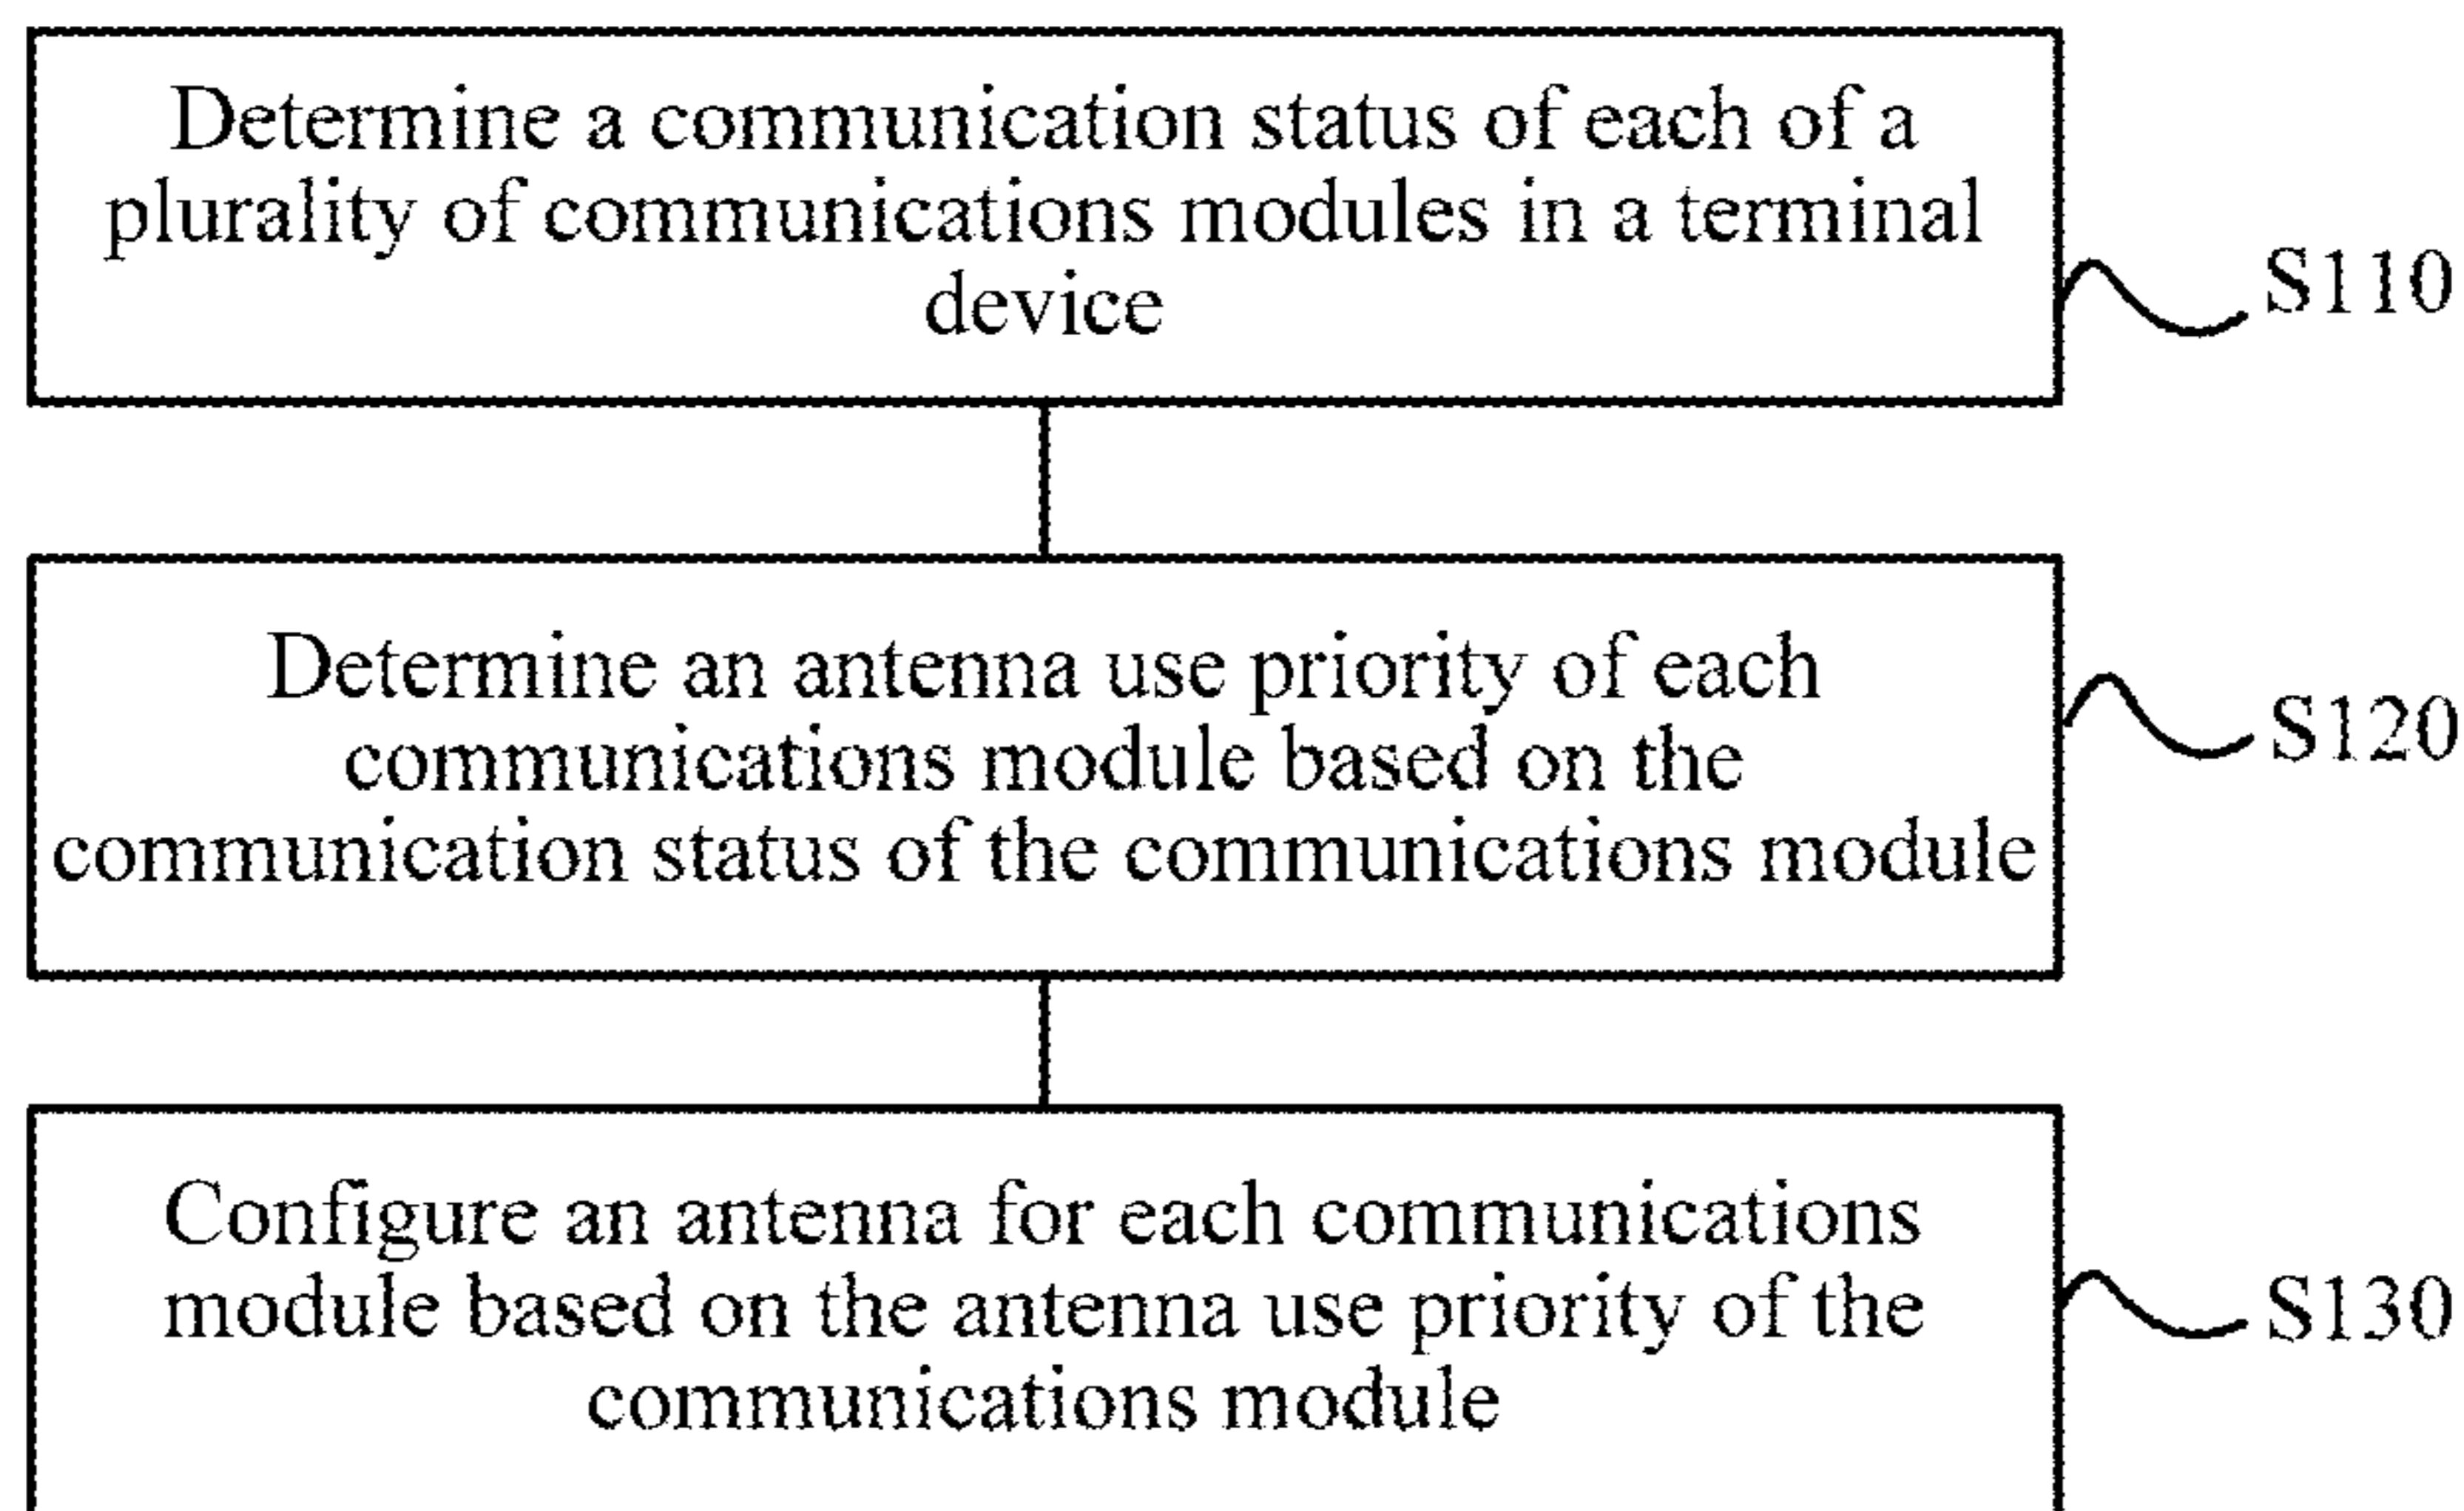 Determine a communication status of each of a
plurality of communications modules in a terminal
device
S110
Determine an antenna use priority of each
communications module based on the
communication status of the communications module
S120
Configure an antenna for each communications
module based on the antenna use priority of the
communications module
S130